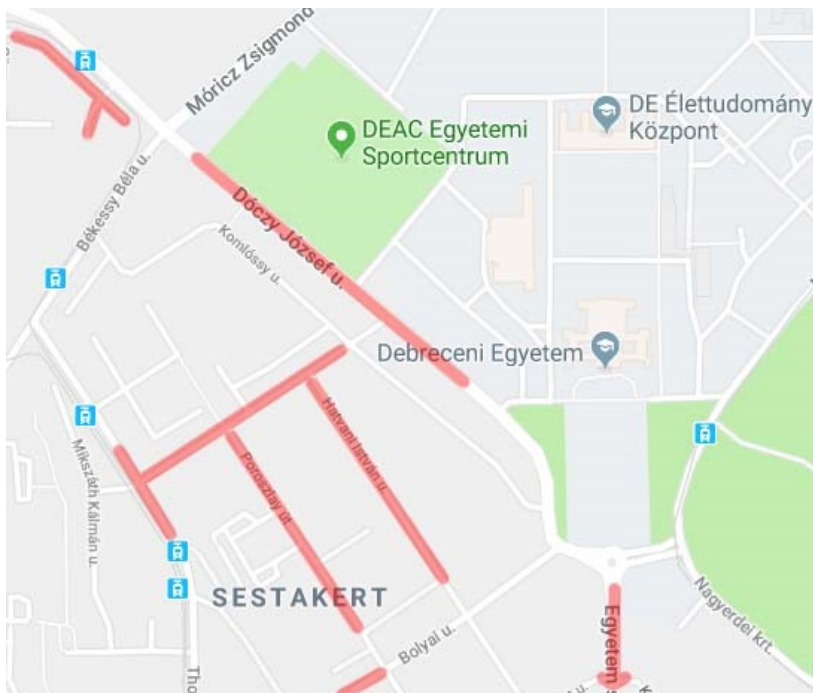 Móricz Zsigmond
DE Élettudomány
Központ
DEAC Egyetemi
Sportcentrum
Békessy Béla u.
Dóczy József u.
Komlóssy u.
Debreceni Egyetem
Hatvani István u.
Mikszáth Kálmán u.
Poroszlay út
SESTAKERT
Bolyai u.
Egyetem S
Nagyerdei krt.
Tho